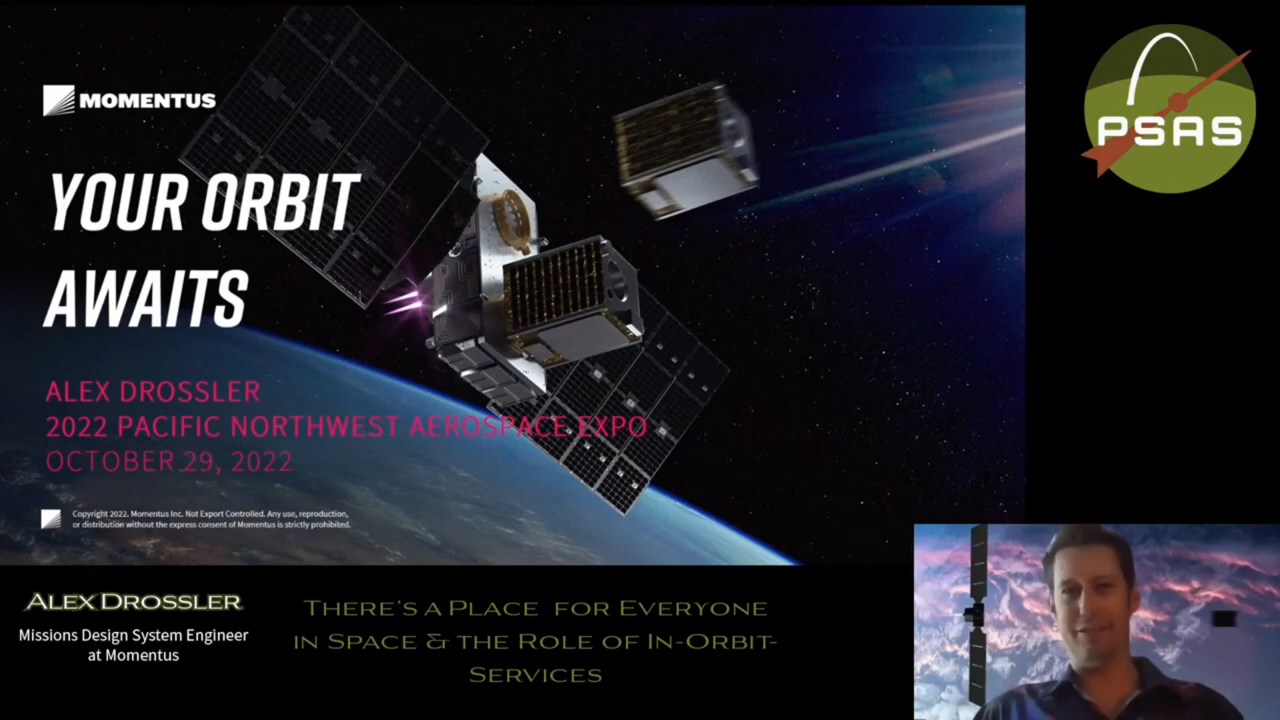 MOMENTUS
YOUR ORBIT
AWAITS
ALEX DROSSLER
2022 PACIFIC NORTHWEST AEROSPACE EXPO
OCTOBER 29, 2022
Copyright 2022. Momentus Inc. Not Export Controlled. Any use, reproduction,
or distribution without the express consent of Momentus is strictly prohibited.
PSAS
ALEX DROSSLER
Missions Design System Engineer
at Momentus
THERE'S A PLACE FOR EVERYONE
IN SPACE & THE ROLE OF IN-ORBIT-
SERVICES